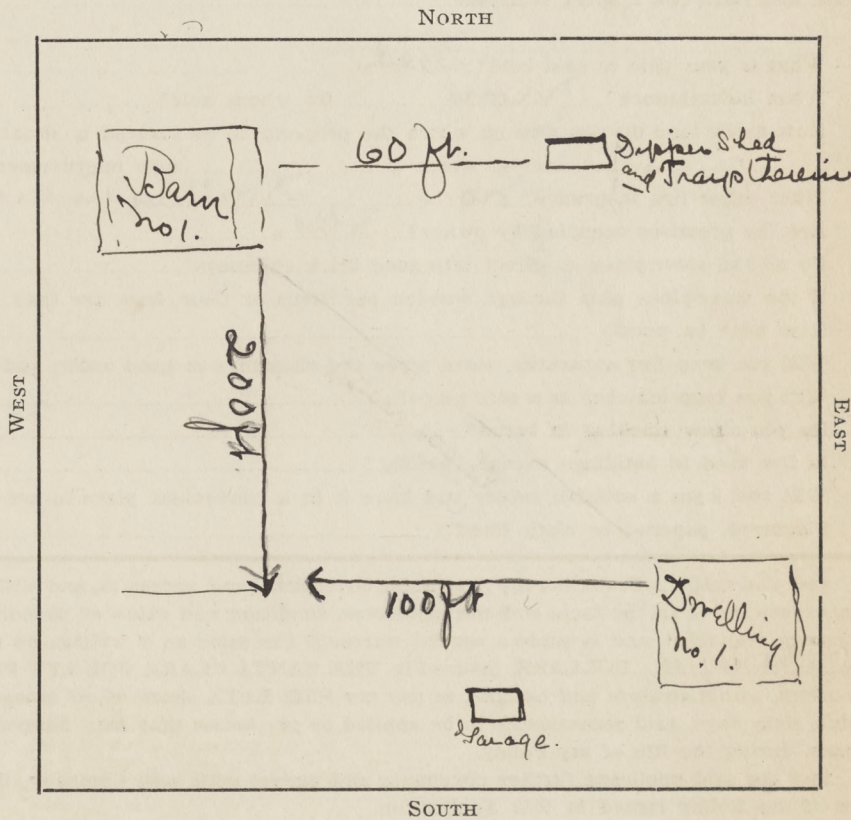 NORTH
Barn
No 1.
60 ft.
Dipper Shed
and Trays therein
200 ft
WEST
EAST
100 ft
Dwelling
No. 1.
Garage.
SOUTH